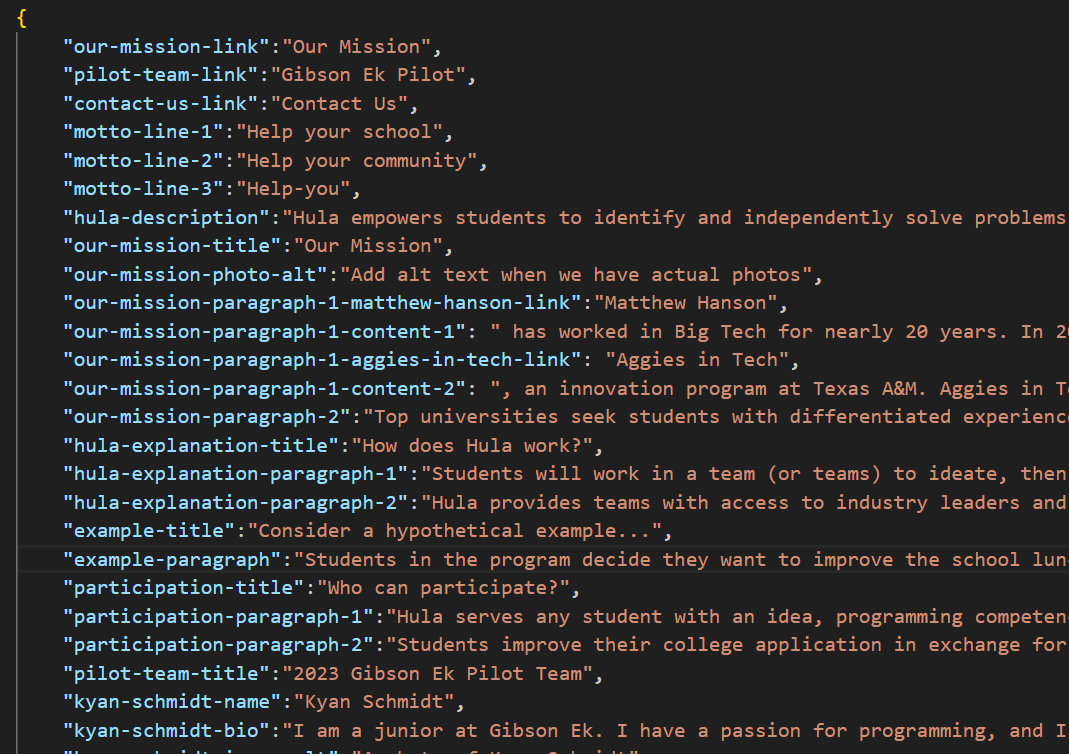 {
"our-mission-link":"Our Mission",
"pilot-team-link":"Gibson Ek Pilot",
"contact-us-link":"Contact Us",
"motto-line-1":"Help your school",
"motto-line-2":"Help your community",
"motto-line-3":"Help-you",
"hula-description":"Hula empowers students to identify and independently solve problems
"our-mission-title":"Our Mission",
"our-mission-photo-alt":"Add alt text when we have actual photos",
"our-mission-paragraph-1-matthew-hanson-link":"Matthew Hanson",
"our-mission-paragraph-1-content-1": " has worked in Big Tech for nearly 20 years. In
"our-mission-paragraph-1-aggies-in-tech-link": "Aggies in Tech",
"our-mission-paragraph-1-content-2": ", an innovation program at Texas A&M. Aggies in
"our-mission-paragraph-2":"Top universities seek students with differentiated
"hula-explanation-title":"How does Hula work?",
"hula-explanation-paragraph-1":"Students will work in a team (or teams) to ideate, then
"hula-explanation-paragraph-2":"Hula provides teams with access to industry leaders and
"example-title":"Consider a hypothetical example...",
"example-paragraph":"Students in the program decide they want to improve the school
"participation-title":"Who can participate?",
"participation-paragraph-1":"Hula serves any student with an idea, programming
"participation-paragraph-2":"Students improve their college application in exchange for
"pilot-team-title":"2023 Gibson Ek Pilot Team",
"kyan-schmidt-name":"Kyan Schmidt",
"kyan-schmidt-bio":"I am a junior at Gibson Ek. I have a passion for programming, and I